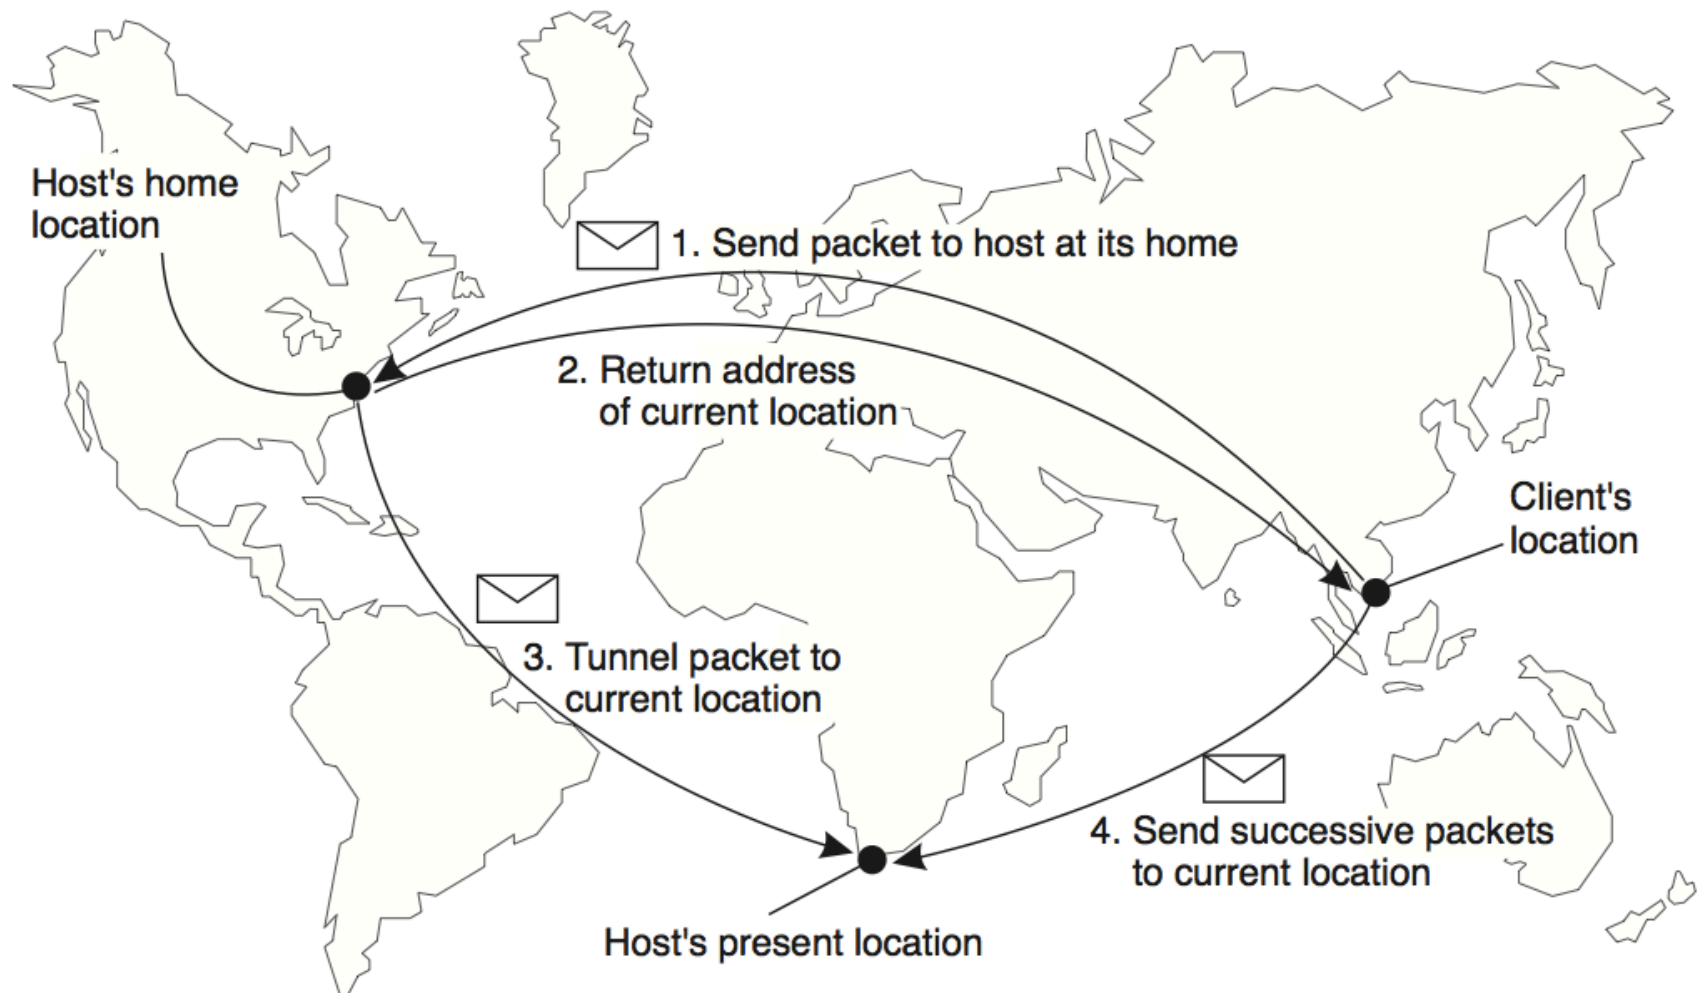 Host's home
location
1. Send packet to host at its home
2. Return address
of current location
Client's
location
3. Tunnel packet to
current location
4. Send successive packets
to current location
Host's present location